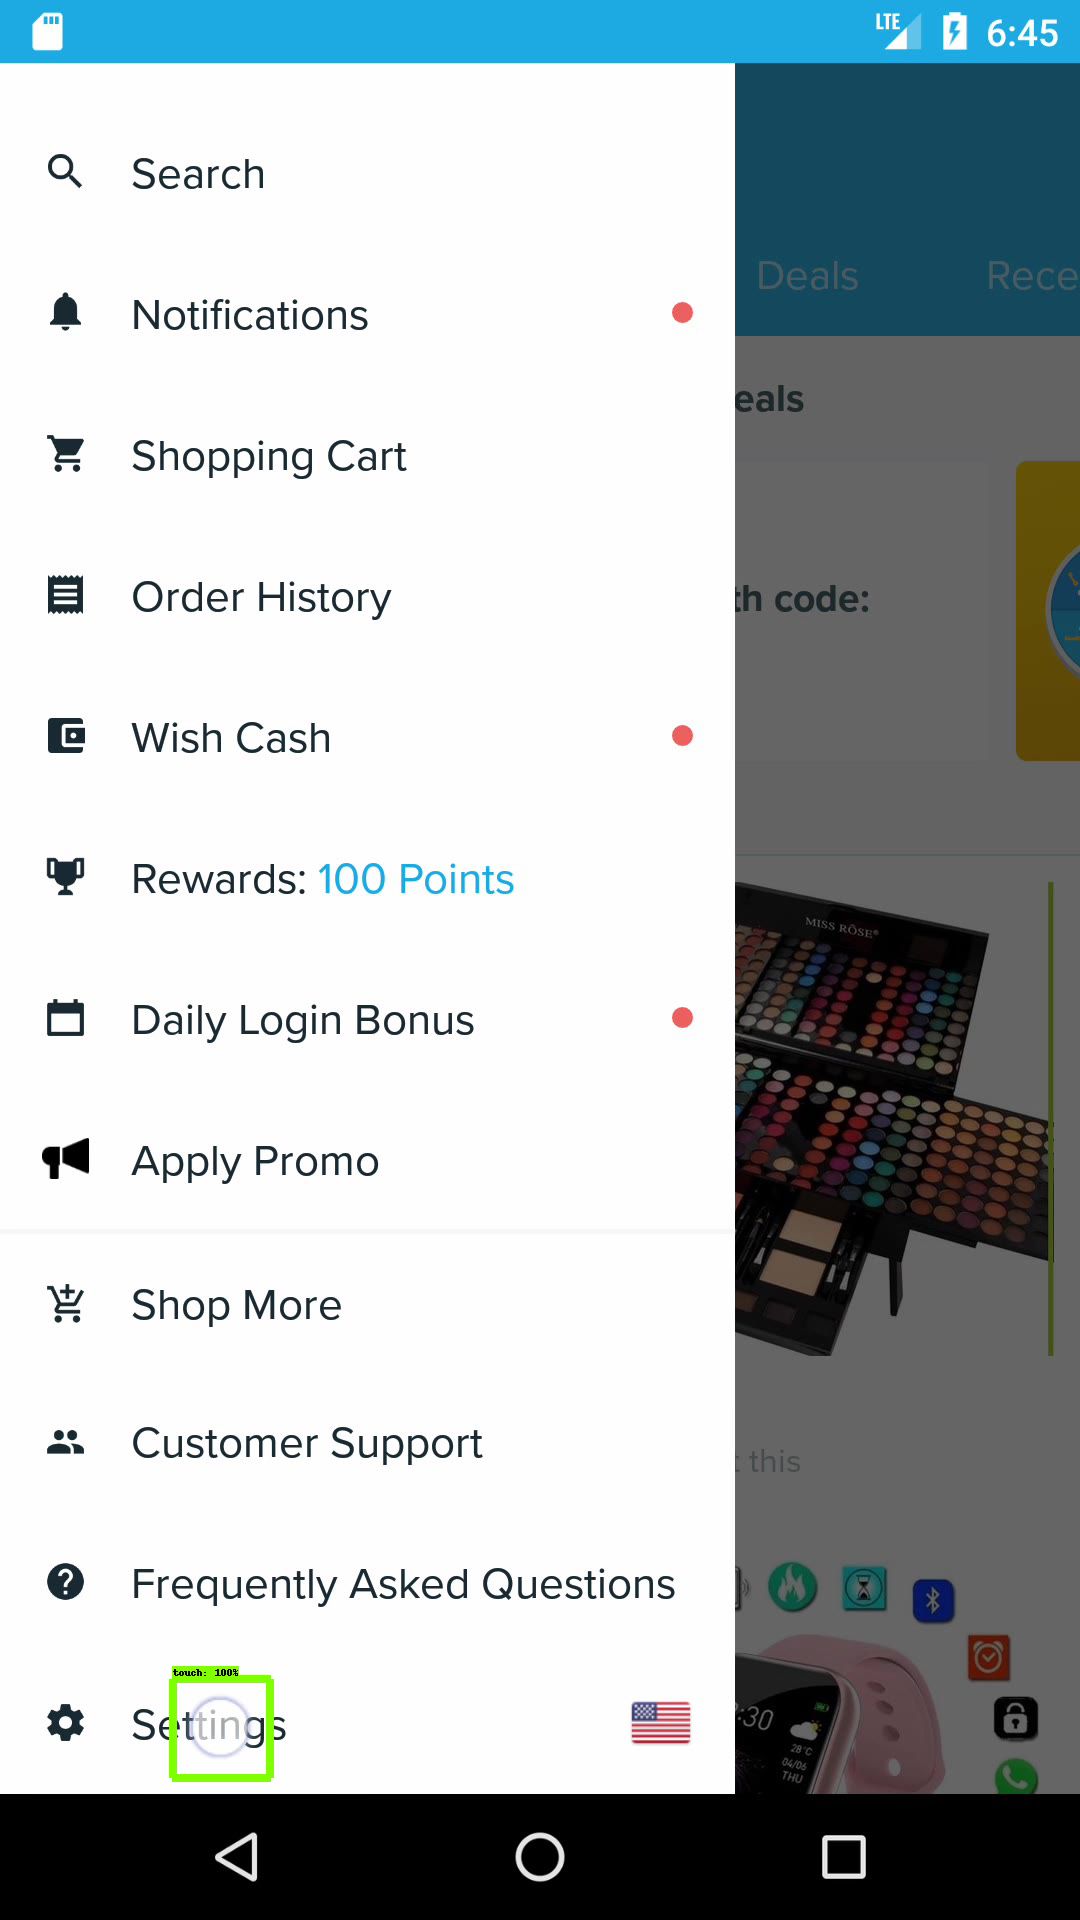 LTE 6:45
Search
Deals
Rece
Notifications
eals
Shopping Cart
Order History
th code:
Wish Cash
Rewards: 100 Points
MISS RÔSE®
Daily Login Bonus
Apply Promo
Shop More
Customer Support
t this
Frequently Asked Questions
touch: 100%
Settings
:30
28°C
04/06
THU